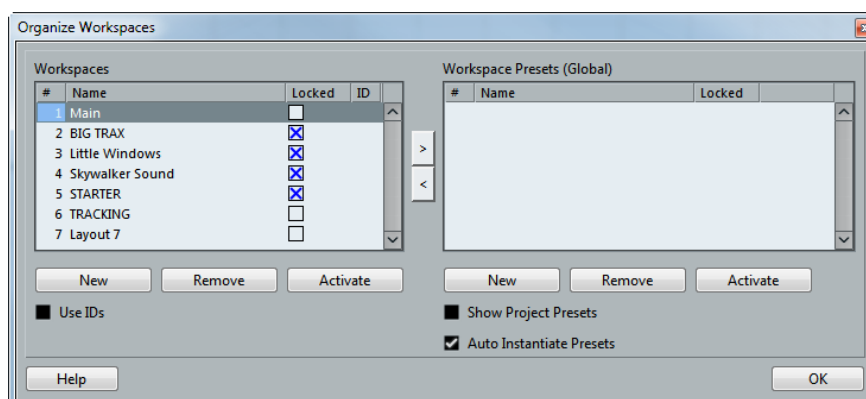 Organize Workspaces
Workspaces
# Name Locked ID
1 Main
2 BIG TRAX
3 Little Windows
4 Skywalker Sound
5 STARTER
6 TRACKING
7 Layout 7
New Remove Activate
Use IDs
>
<
Workspace Presets (Global)
# Name Locked
New Remove Activate
Show Project Presets
Auto Instantiate Presets
Help OK